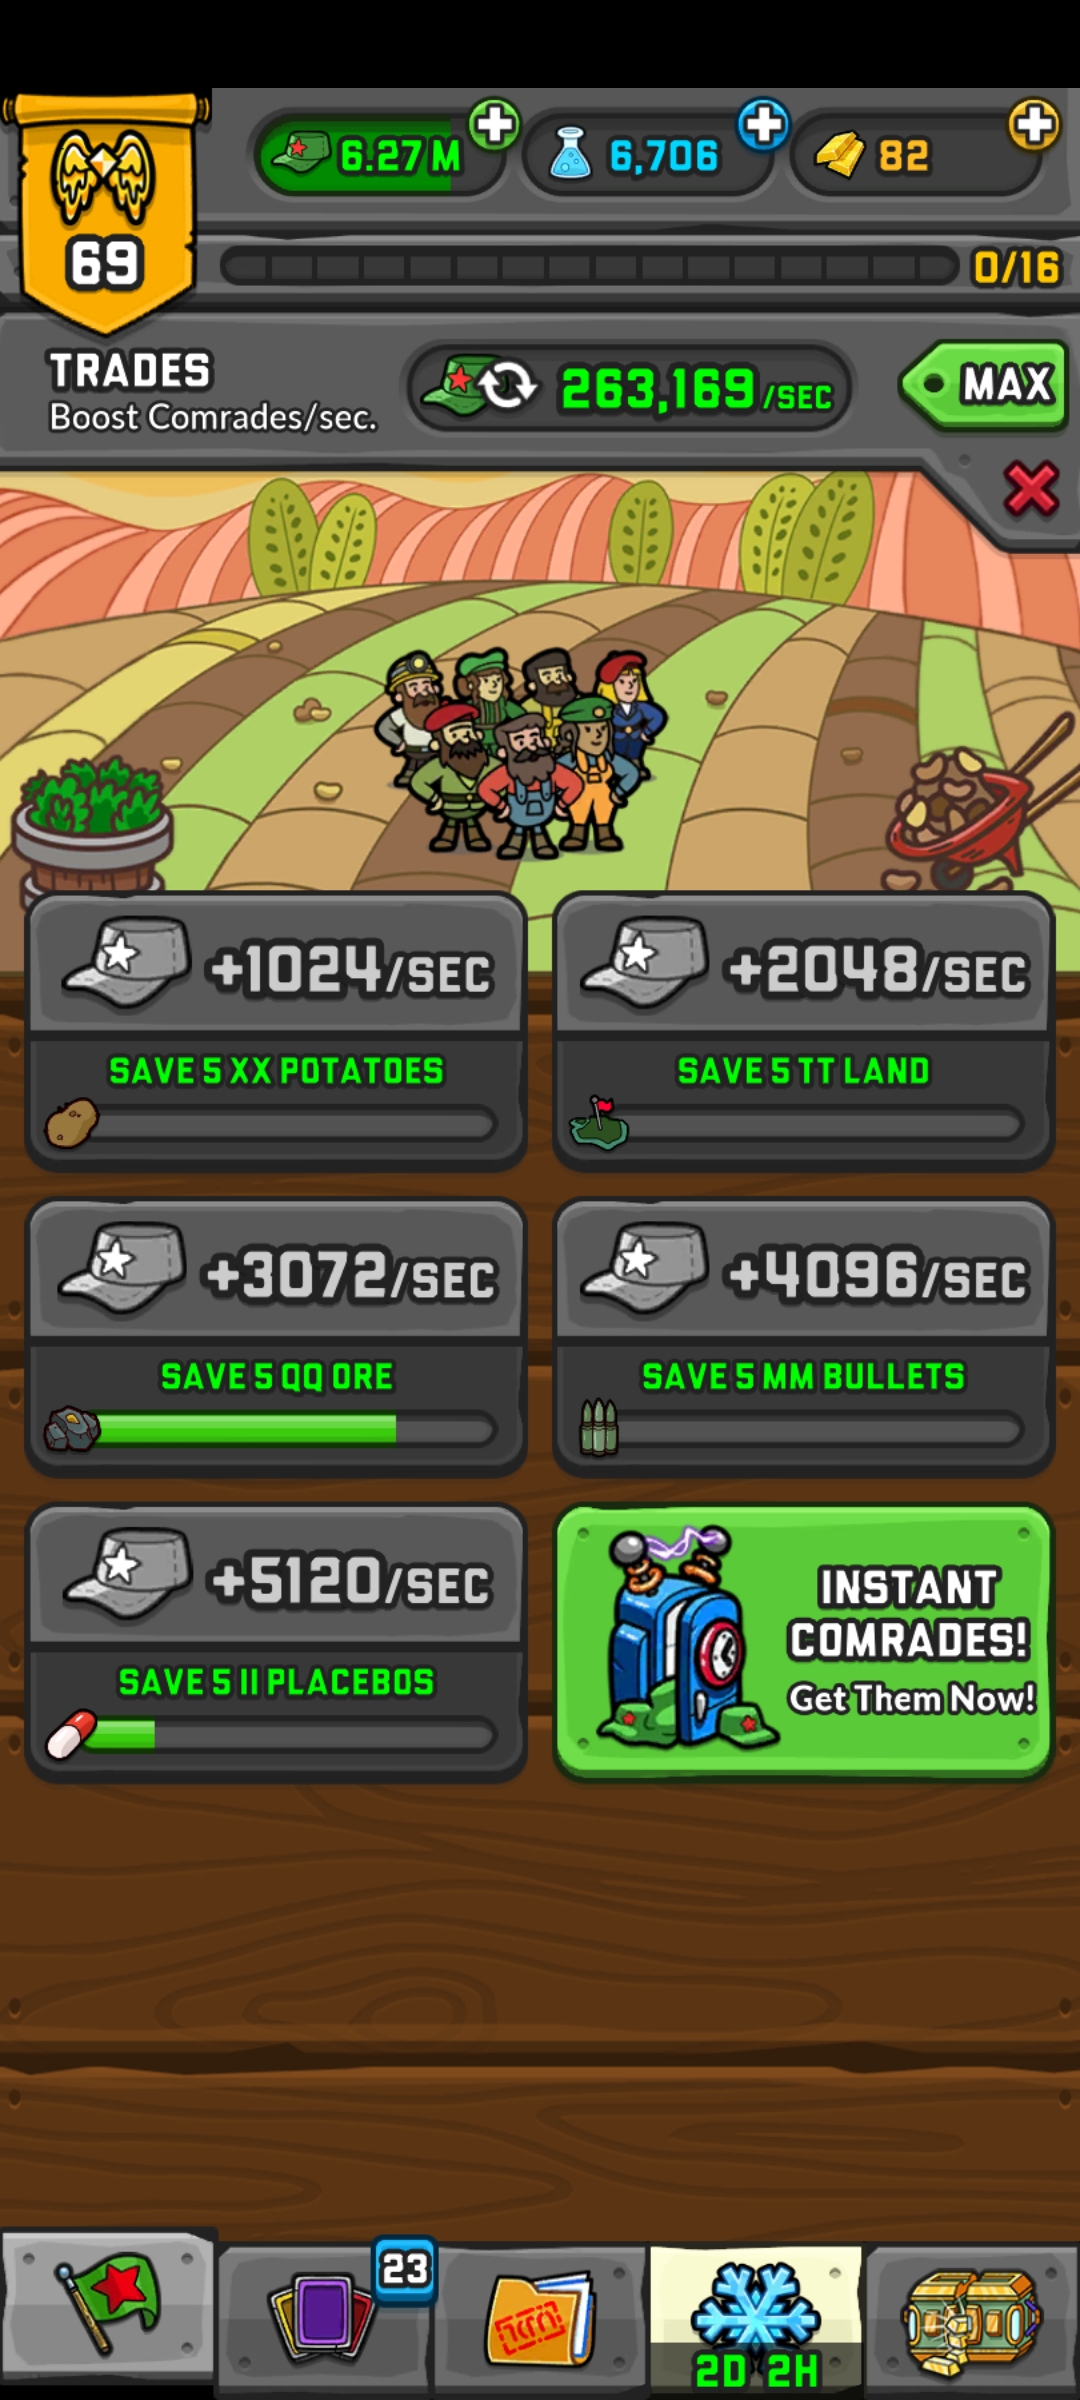 6.27M
6,706
82
69
0/16
TRADES
Boost Comrades/sec.
263,169/SEC
MAX
+1024/SEC
+2048/SEC
SAVE 5 XX POTATOES
SAVE 5 TT LAND
+3072/SEC
+4096/SEC
SAVE 5 QQ ORE
SAVE 5 MM BULLETS
+5120/SEC
SAVE 5 II PLACEBOS
INSTANT
COMRADES!
Get Them Now!
23
2D 2H